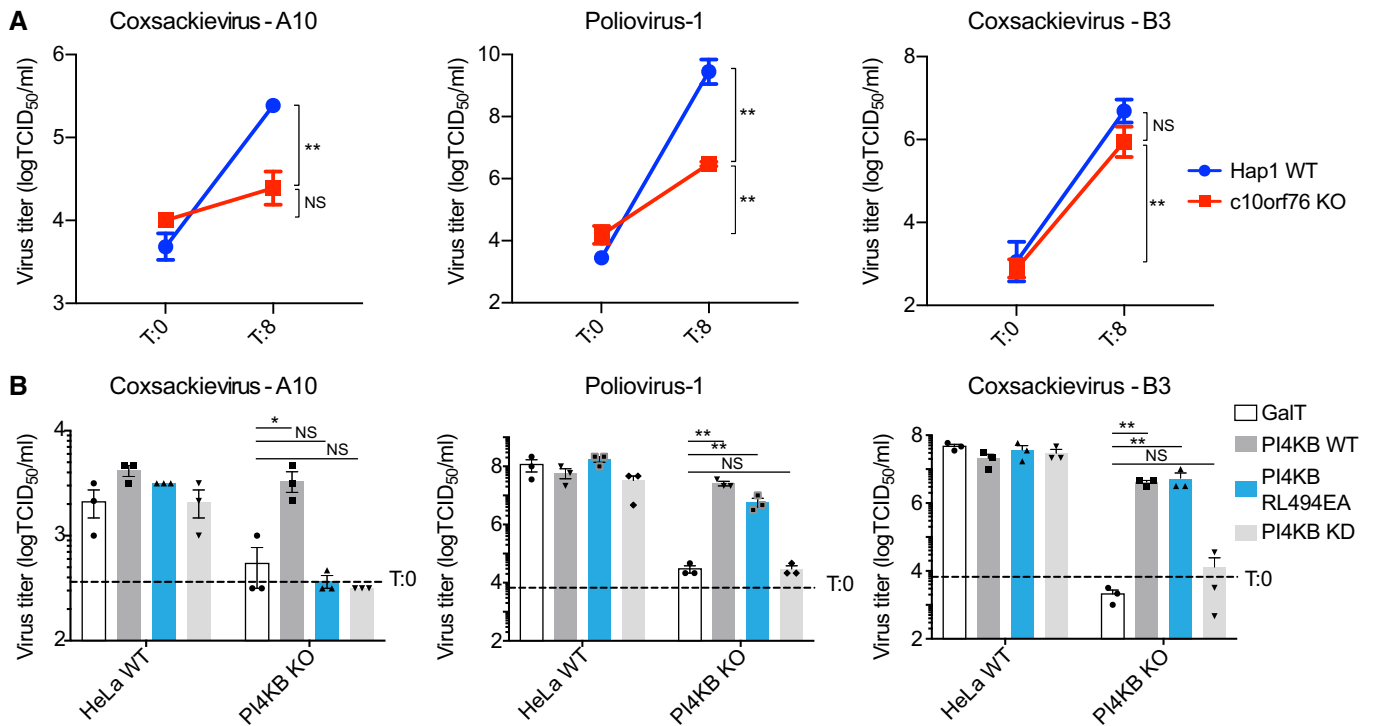 A
Coxsackievirus - A10
Poliovirus-1
Coxsackievirus - B3
Virus titer (logTCID50/ml)
6
5
4
3
**
NS
T:0
T:8
Virus titer (logTCID50/ml)
10
8
6
4
2
**
**
T:0
T:8
Virus titer (logTCID50/ml)
8
6
4
2
NS
**
T:0
T:8
Hap1 WT
c10orf76 KO
B
Coxsackievirus - A10
Poliovirus-1
Coxsackievirus - B3
Virus titer (logTCID50/ml)
4
3
2
*
NS
NS
T:0
HeLa WT
PI4KB KO
Virus titer (logTCID50/ml)
8
6
4
2
**
**
NS
T:0
HeLa WT
PI4KB KO
Virus titer (logTCID50/ml)
8
6
4
2
**
**
NS
T:0
HeLa WT
PI4KB KO
GalT
PI4KB WT
PI4KB
RL494EA
PI4KB KD